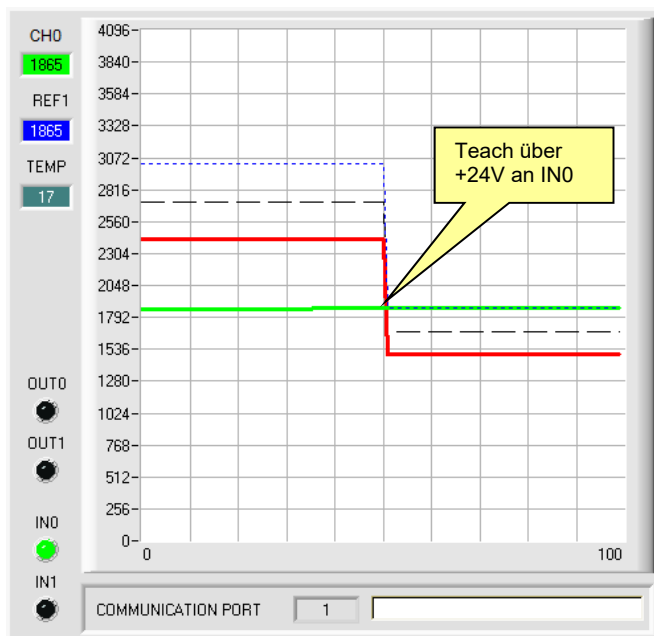 CH0
1865
REF1
1865
TEMP
17
OUT0
OUT1
IN0
IN1
4096
3840
3584
3328
3072
2816
2560
2304
2048
1792
1536
1280
1024
768
512
256
0
0
100
Teach über
+24V an IN0
COMMUNICATION PORT 1